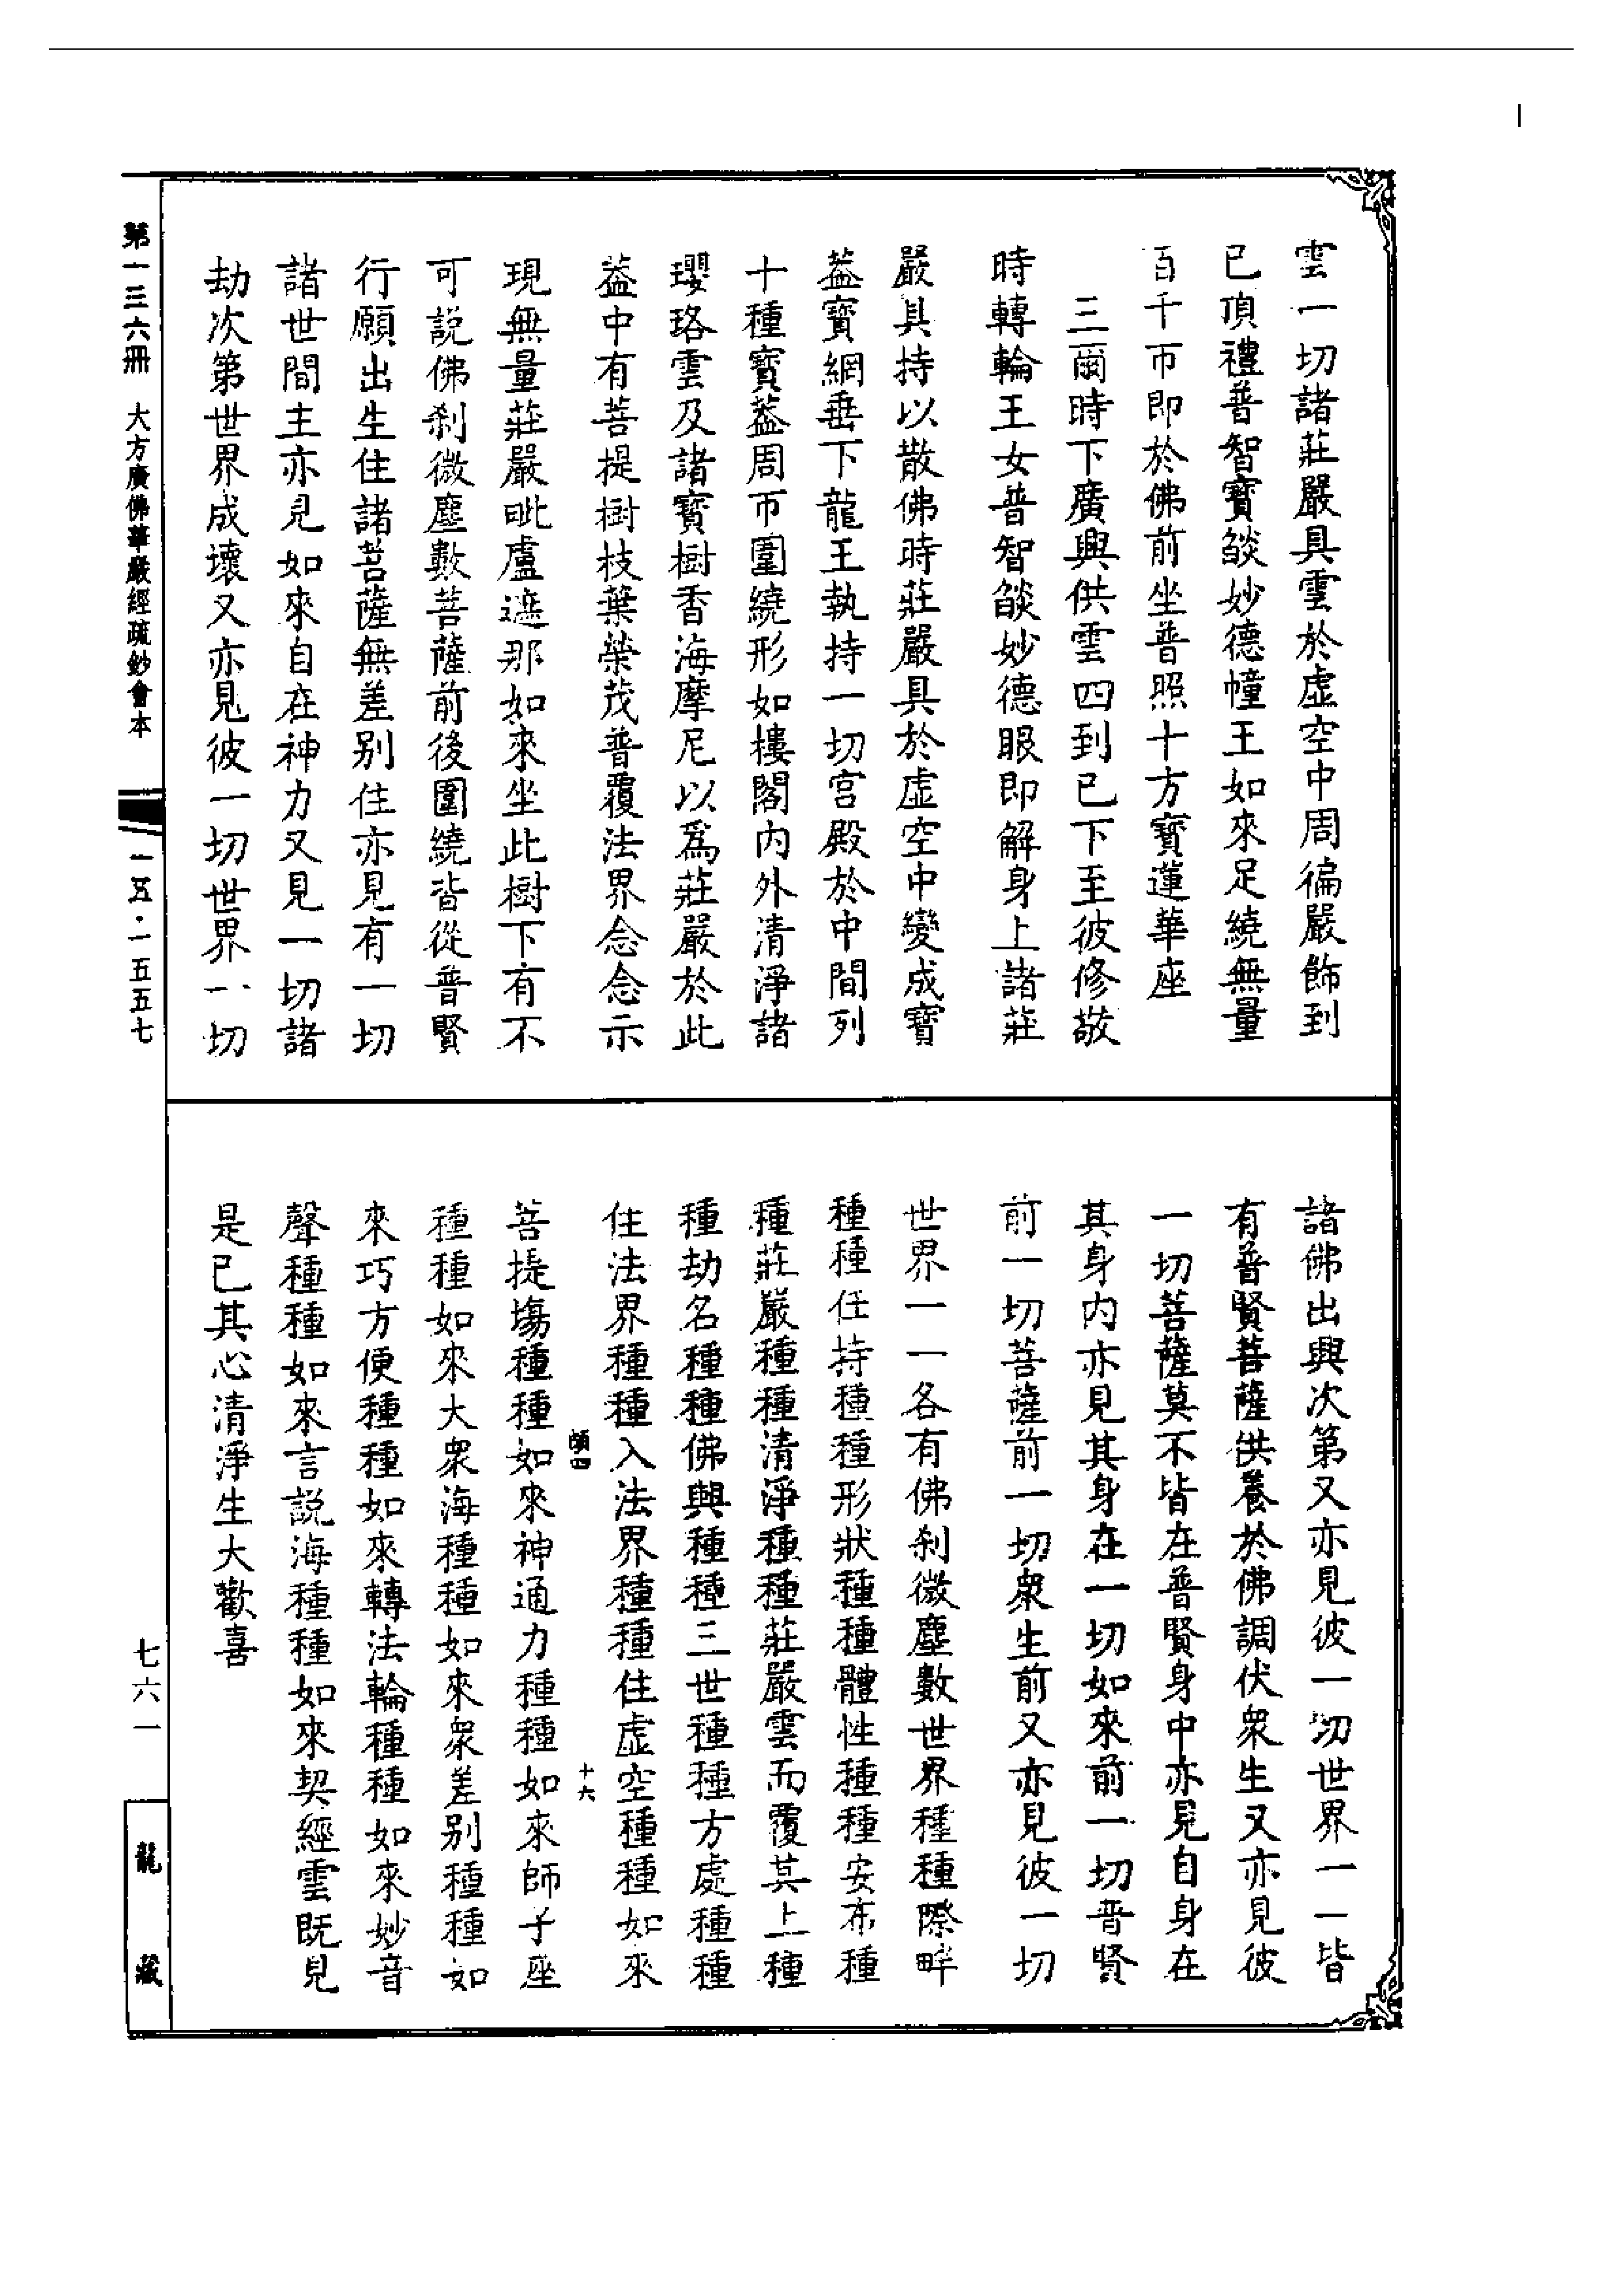 雲一切諸莊嚴具雲於虛空中周徧嚴飾到
已頂禮普智寶燄妙德幢王如來足繞無量
百千帀即於佛前坐普照十方寶蓮華座
三爾時下廣興供雲四到已下至彼修敬
時轉輪王女普智燄妙德眼即解身上諸莊
嚴具持以散佛時莊嚴具於虛空中變成寶
葢寶網垂下龍王執持一切宮殿於中間列
十種寶葢周帀圍繞形如樓閣內外清淨諸
瓔珞雲及諸寶樹香海摩尼以爲莊嚴於此
葢中有菩提樹枝葉榮茂普覆法界念念示
現無量莊嚴毗盧遮那如來坐此樹下有不
可說佛刹微塵數菩薩前後圍繞皆從普賢
行願出生住諸菩薩無差別住亦見有一切
諸世間主亦見如來自在神力又見一切諸
劫次第世界成壞又亦見彼一切世界一切
諸佛出興次第又亦見彼一切世界一一皆
有普賢菩薩供養於佛調伏衆生又亦見彼
一切菩薩莫不皆在普賢身中亦見自身在
其身內亦見其身在一切如來前一切普賢
前一切菩薩前一切衆生前又亦見彼一切
世界一一各有佛刹微塵數世界種種際畔
種種任持種種形狀種種體性種種安布種
種莊嚴種種清淨種種莊嚴雲而覆其上種
種劫名種種佛興種種三世種種方處種種
住法界種種入法界種種住虛空種種如來
十六
菩提場種種如來神通力種種如來師子座
種種如來大衆海種種如來衆差別種種如
來巧方便種種如來轉法輪種種如來妙音
聲種種如來言說海種種如來契經雲既見
是已其心清淨生大歡喜
第一三六冊 大方廣佛華嚴經疏鈔會本 一五·一五五七
七六一
龍藏